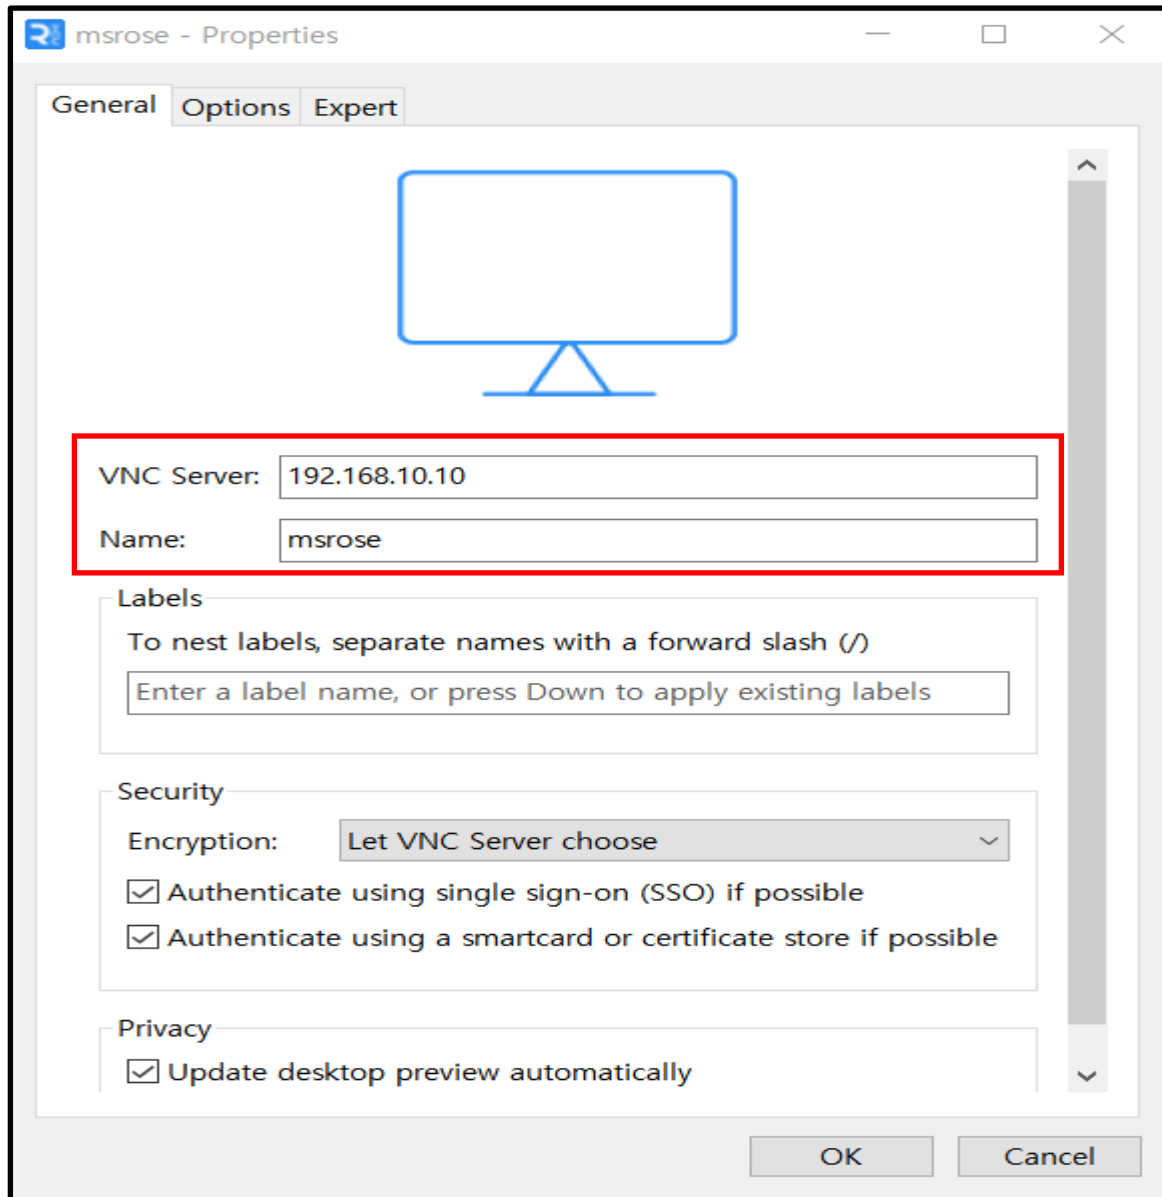 msrose - Properties
General Options Expert
VNC Server: 192.168.10.10
Name: msrose
Labels
To nest labels, separate names with a forward slash (/)
Enter a label name, or press Down to apply existing labels
Security
Encryption: Let VNC Server choose
Authenticate using single sign-on (SSO) if possible
Authenticate using a smartcard or certificate store if possible
Privacy
Update desktop preview automatically
OK Cancel